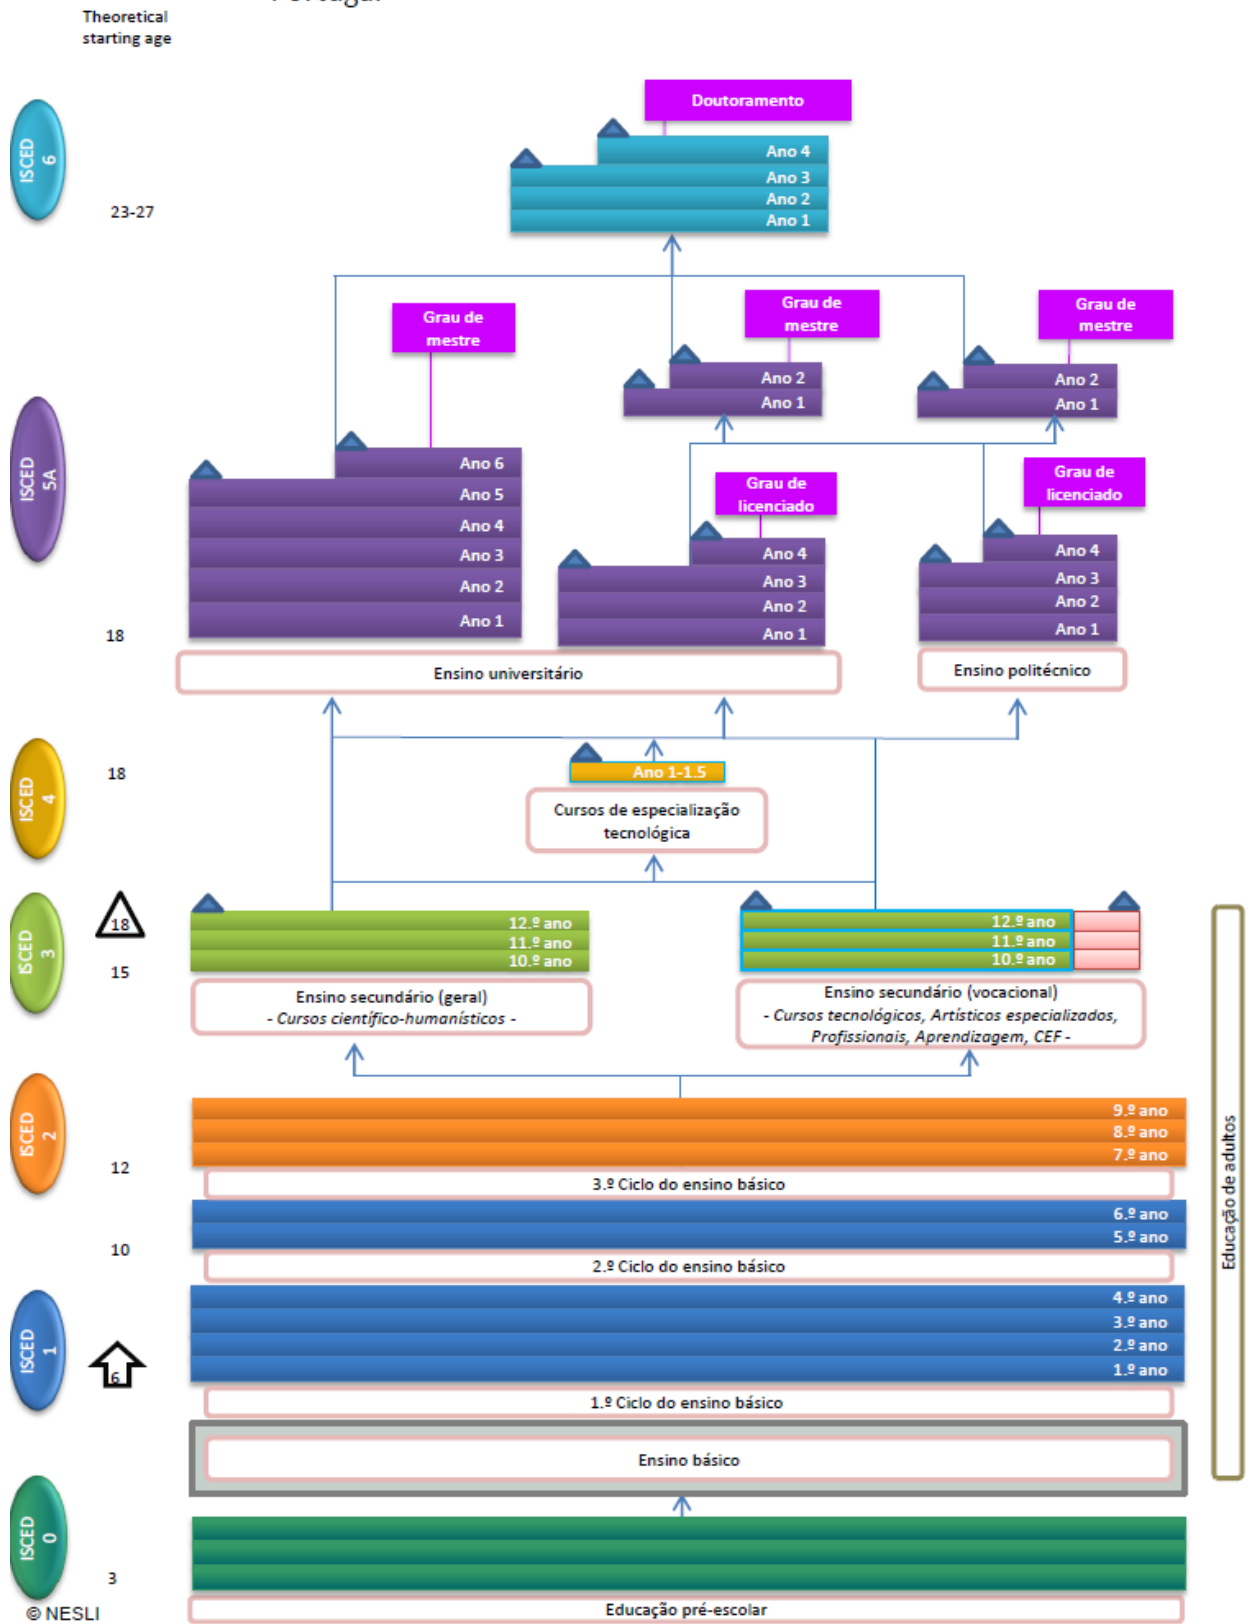 Theoretical
starting age
Doutoramento
ISCED
6
Ano 4
Ano 3
Ano 2
Ano 1
23-27
Grau de
mestre
Grau de
mestre
Grau de
mestre
Ano 2
Ano 1
Ano 2
Ano 1
ISCED
5A
Ano 6
Ano 5
Ano 4
Ano 3
Ano 2
Ano 1
Grau de
licenciado
Ano 4
Ano 3
Ano 2
Ano 1
Grau de
licenciado
Ano 4
Ano 3
Ano 2
Ano 1
18
Ensino universitário
Ensino politécnico
ISCED
4
18
Ano 1-1.5
Cursos de especialização
tecnológica
ISCED
3
18
15
12.º ano
11.º ano
10.º ano
Ensino secundário (geral)
- Cursos científico-humanísticos -
12.º ano
11.º ano
10.º ano
Ensino secundário (vocacional)
- Cursos tecnológicos, Artísticos especializados,
Profissionais, Aprendizagem, CEF -
ISCED
2
9.º ano
8.º ano
7.º ano
12
3.º Ciclo do ensino básico
6.º ano
5.º ano
10
2.º Ciclo do ensino básico
ISCED
1
4.º ano
3.º ano
2.º ano
1.º ano
6
1.º Ciclo do ensino básico
Ensino básico
Educação de adultos
ISCED
0
3
Educação pré-escolar
© NESLI